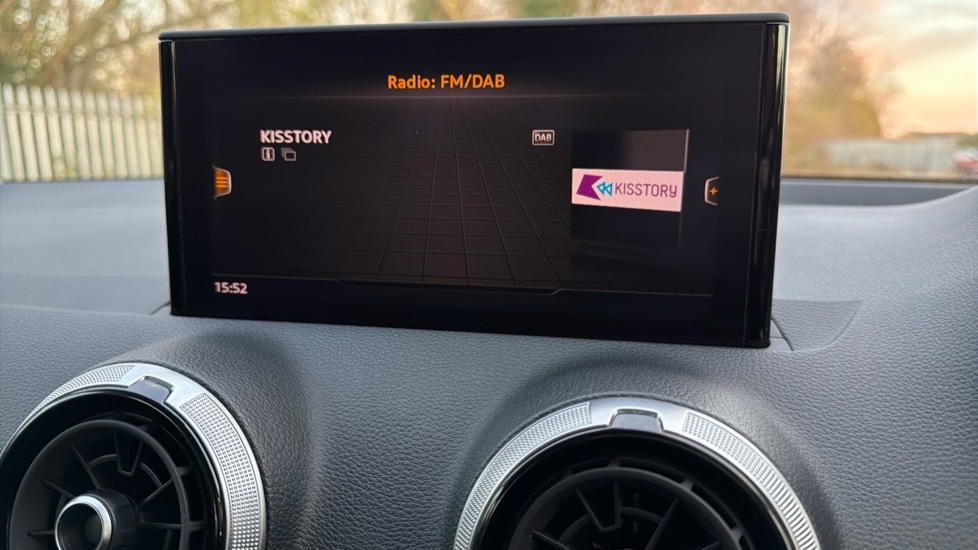 Radio: FM/DAB
KISSTORY
DAB
KISSTORY
15:52